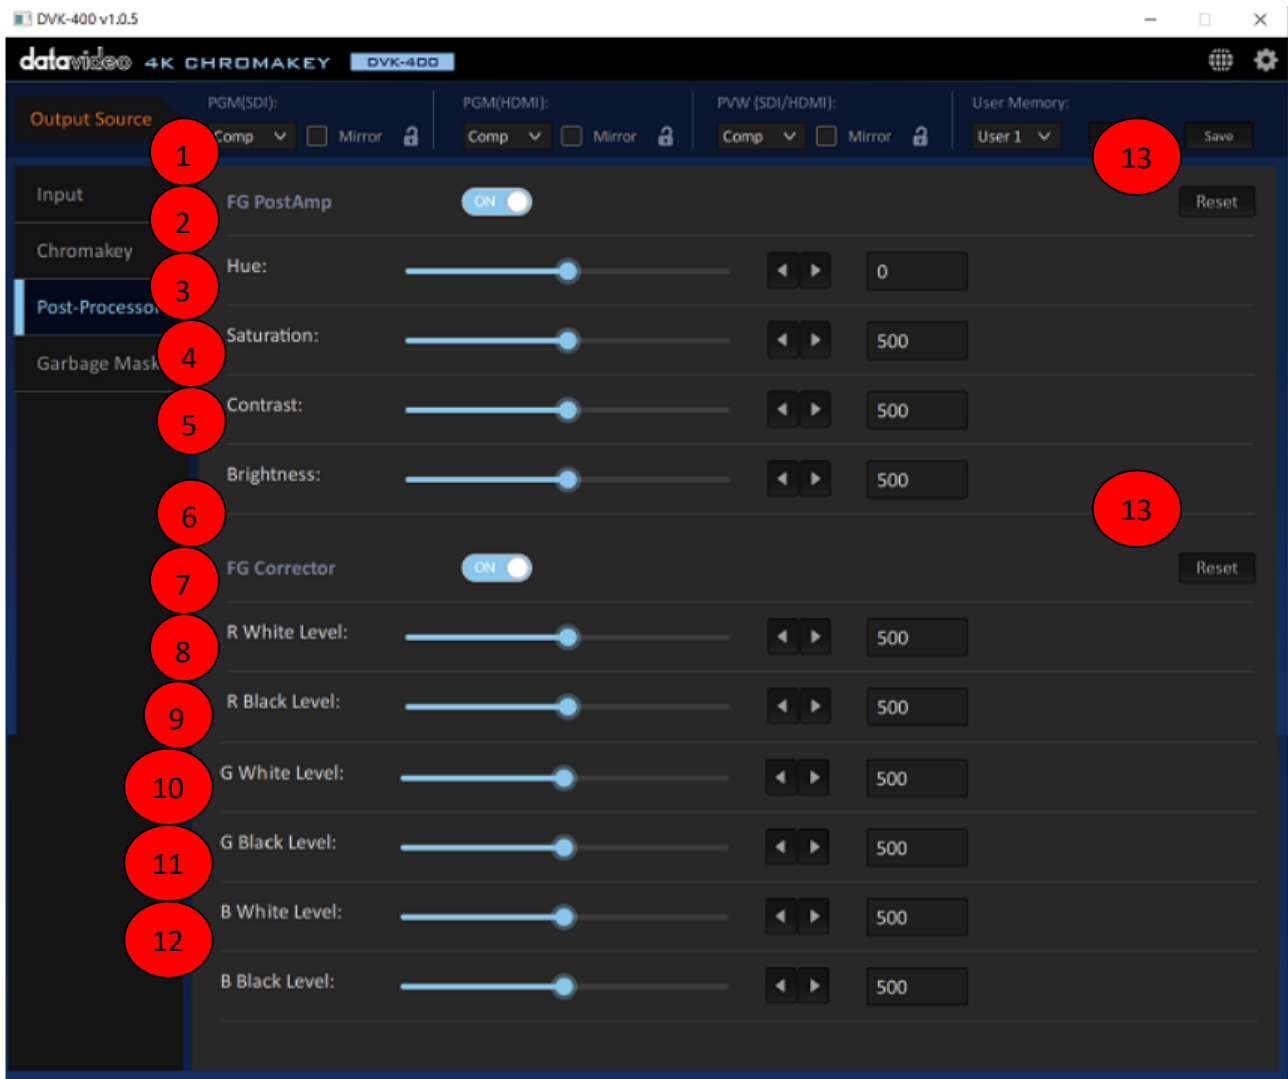 DVK-400 v1.0.5
datavideo 4K CHROMAKEY DVK-400
Output Source
PGM(SDI):
Comp Mirror
PGM(HDMI):
Comp Mirror
PVW (SDI/HDMI):
Comp Mirror
User Memory:
User 1 Save
1
13
Input
Chromakey
Post-Processor
Garbage Mask
2
FG PostAmp ON Reset
3
Hue: 0
4
Saturation: 500
5
Contrast: 500
6
Brightness: 500
13
7
FG Corrector ON Reset
8
R White Level: 500
9
R Black Level: 500
10
G White Level: 500
11
G Black Level: 500
12
B White Level: 500
B Black Level: 500